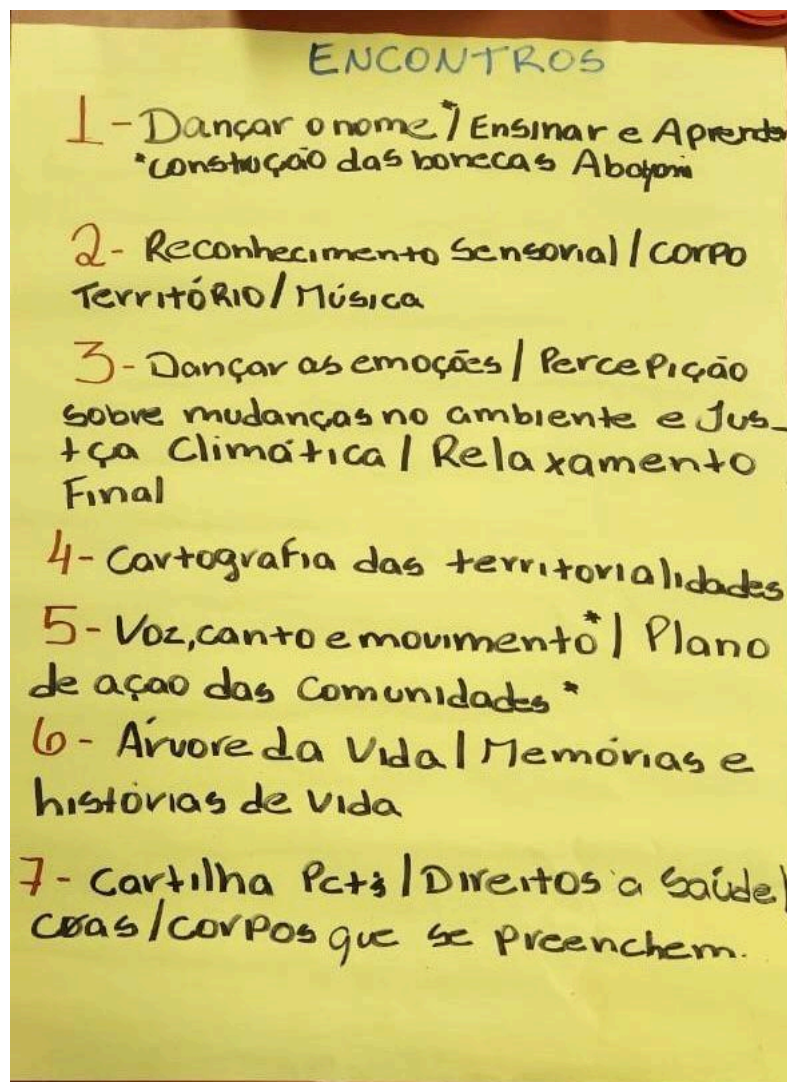 ENCONTROS
1-Dançar o nome*/Ensinar e Aprender
*construção das bonecas Abayomi
2- Reconhecimento Sensorial/corpo
Território/Música
3-Dançar as emoções/Percepição
sobre mudanças no ambiente e Jus-
tça Climática/Relaxamento
Final
4-Cartografia das territorialidades
5-Voz,canto e movimento*/Plano
de açao das Comunidades*
6- Árvore da Vida/Memórias e
histórias de vida
7- Cartilha Pcts/Direitos a Saúde/
/corpos que se preenchem.